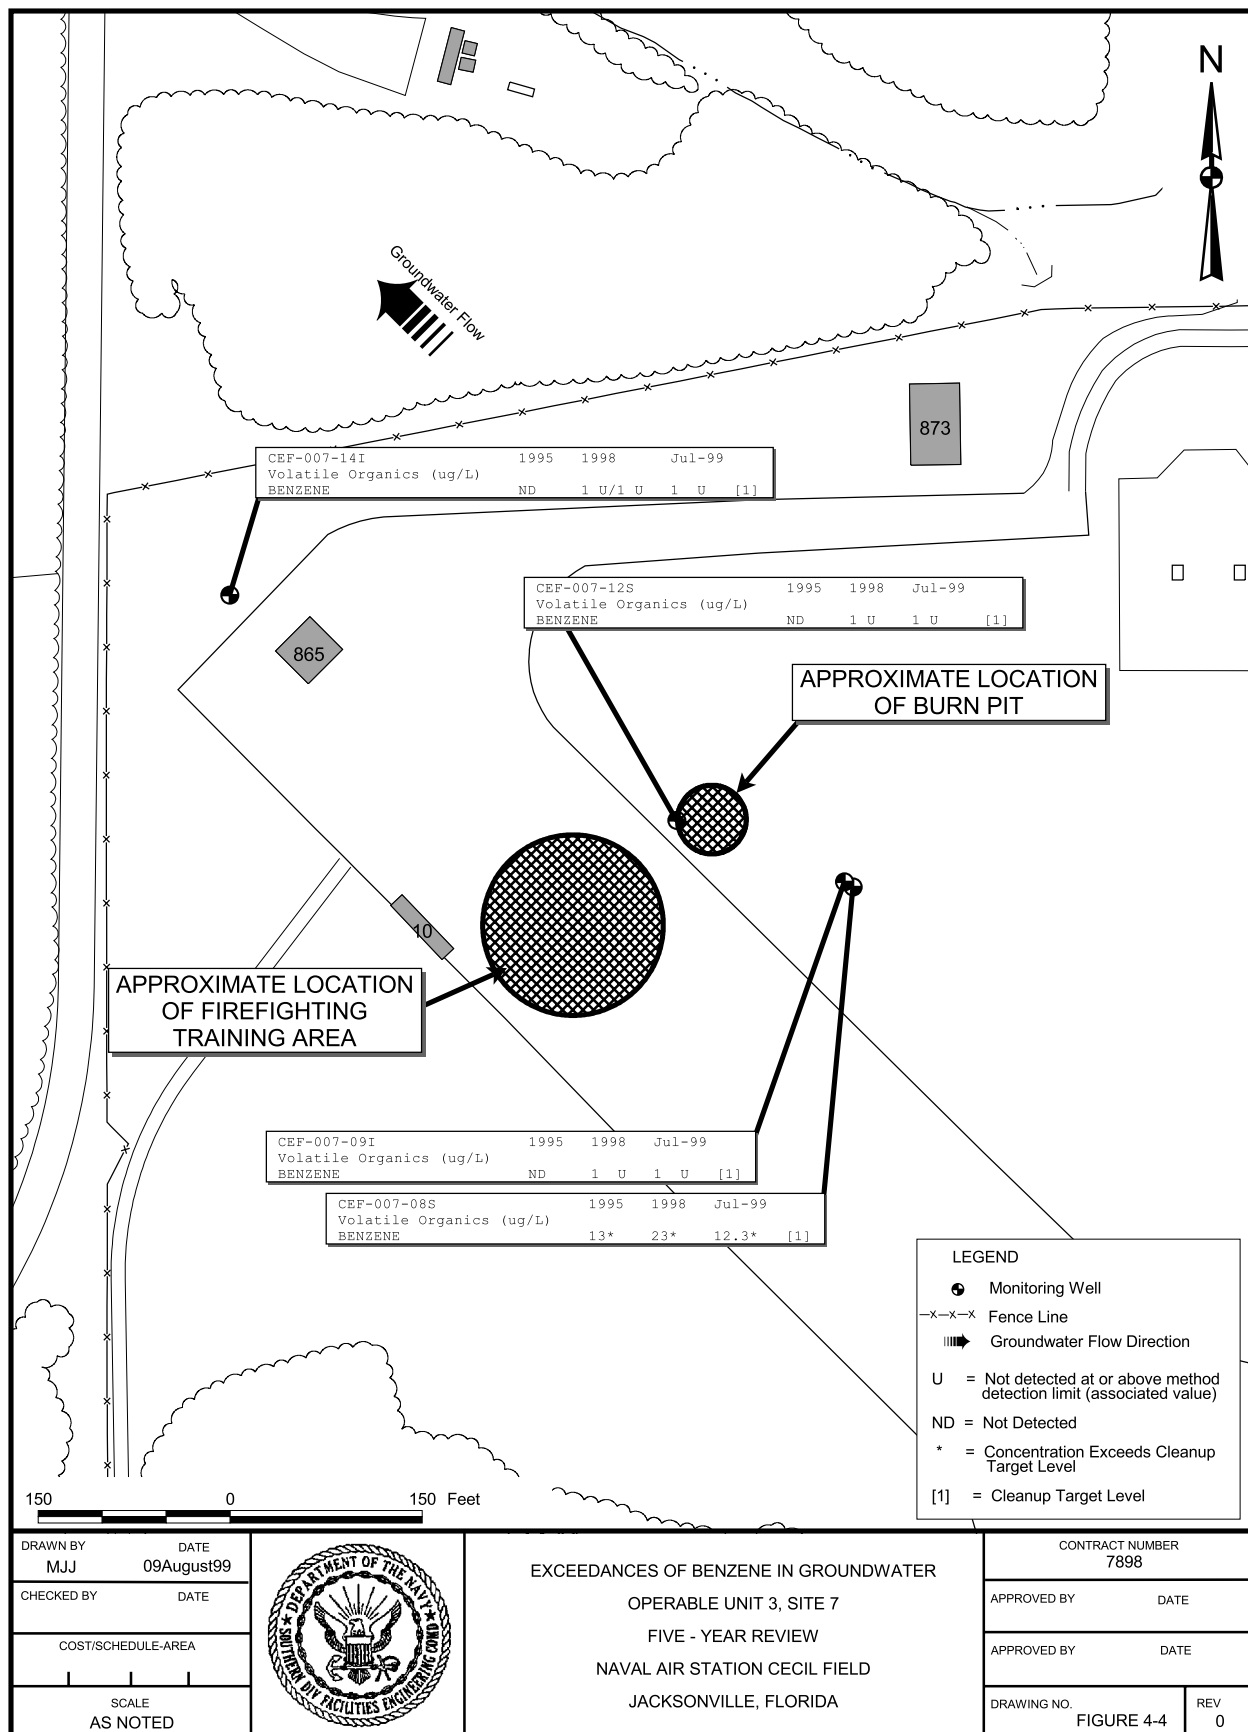 N
Groundwater Flow
873
CEF-007-14I 1995 1998 Jul-99
Volatile Organics (ug/L)
BENZENE ND 1 U/1 U 1 U [1]
CEF-007-12S 1995 1998 Jul-99
Volatile Organics (ug/L)
BENZENE ND 1 U 1 U [1]
865
APPROXIMATE LOCATION
OF BURN PIT
10
APPROXIMATE LOCATION
OF FIREFIGHTING
TRAINING AREA
CEF-007-09I 1995 1998 Jul-99
Volatile Organics (ug/L)
BENZENE ND 1 U 1 U [1]
CEF-007-08S 1995 1998 Jul-99
Volatile Organics (ug/L)
BENZENE 13* 23* 12.3* [1]
LEGEND
Monitoring Well
Fence Line
Groundwater Flow Direction
U = Not detected at or above method
detection limit (associated value)
ND = Not Detected
* = Concentration Exceeds Cleanup
Target Level
[1] = Cleanup Target Level
150 0 150 Feet
DRAWN BY DATE
MJJ 09August99
CHECKED BY DATE
COST/SCHEDULE-AREA
SCALE
AS NOTED
DEPARTMENT OF THE NAVY
SOUTHERN DIV FACILITIES ENGINEERING COMD
EXCEEDANCES OF BENZENE IN GROUNDWATER
OPERABLE UNIT 3, SITE 7
FIVE - YEAR REVIEW
NAVAL AIR STATION CECIL FIELD
JACKSONVILLE, FLORIDA
CONTRACT NUMBER
7898
APPROVED BY DATE
APPROVED BY DATE
DRAWING NO.
FIGURE 4-4
REV
0